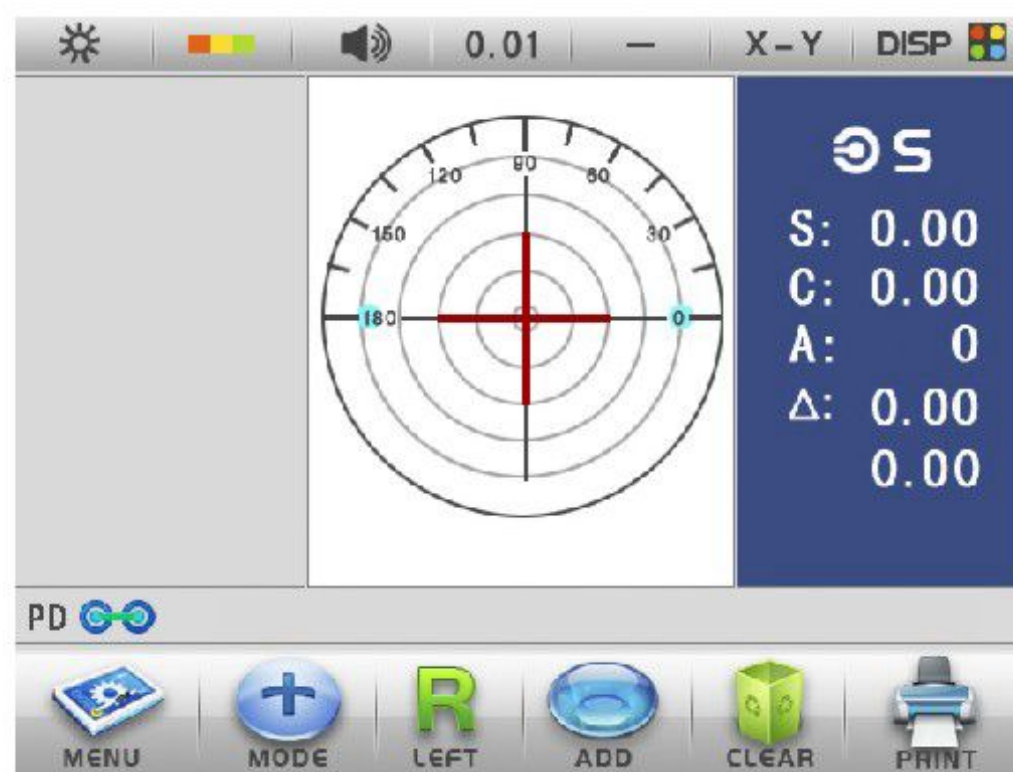 0.01 — X-Y DISP
S
S: 0.00
C: 0.00
A: 0
Δ: 0.00
0.00
90
120 60
150 30
180 0
PD
R
MENU MODE LEFT ADD CLEAR PRINT